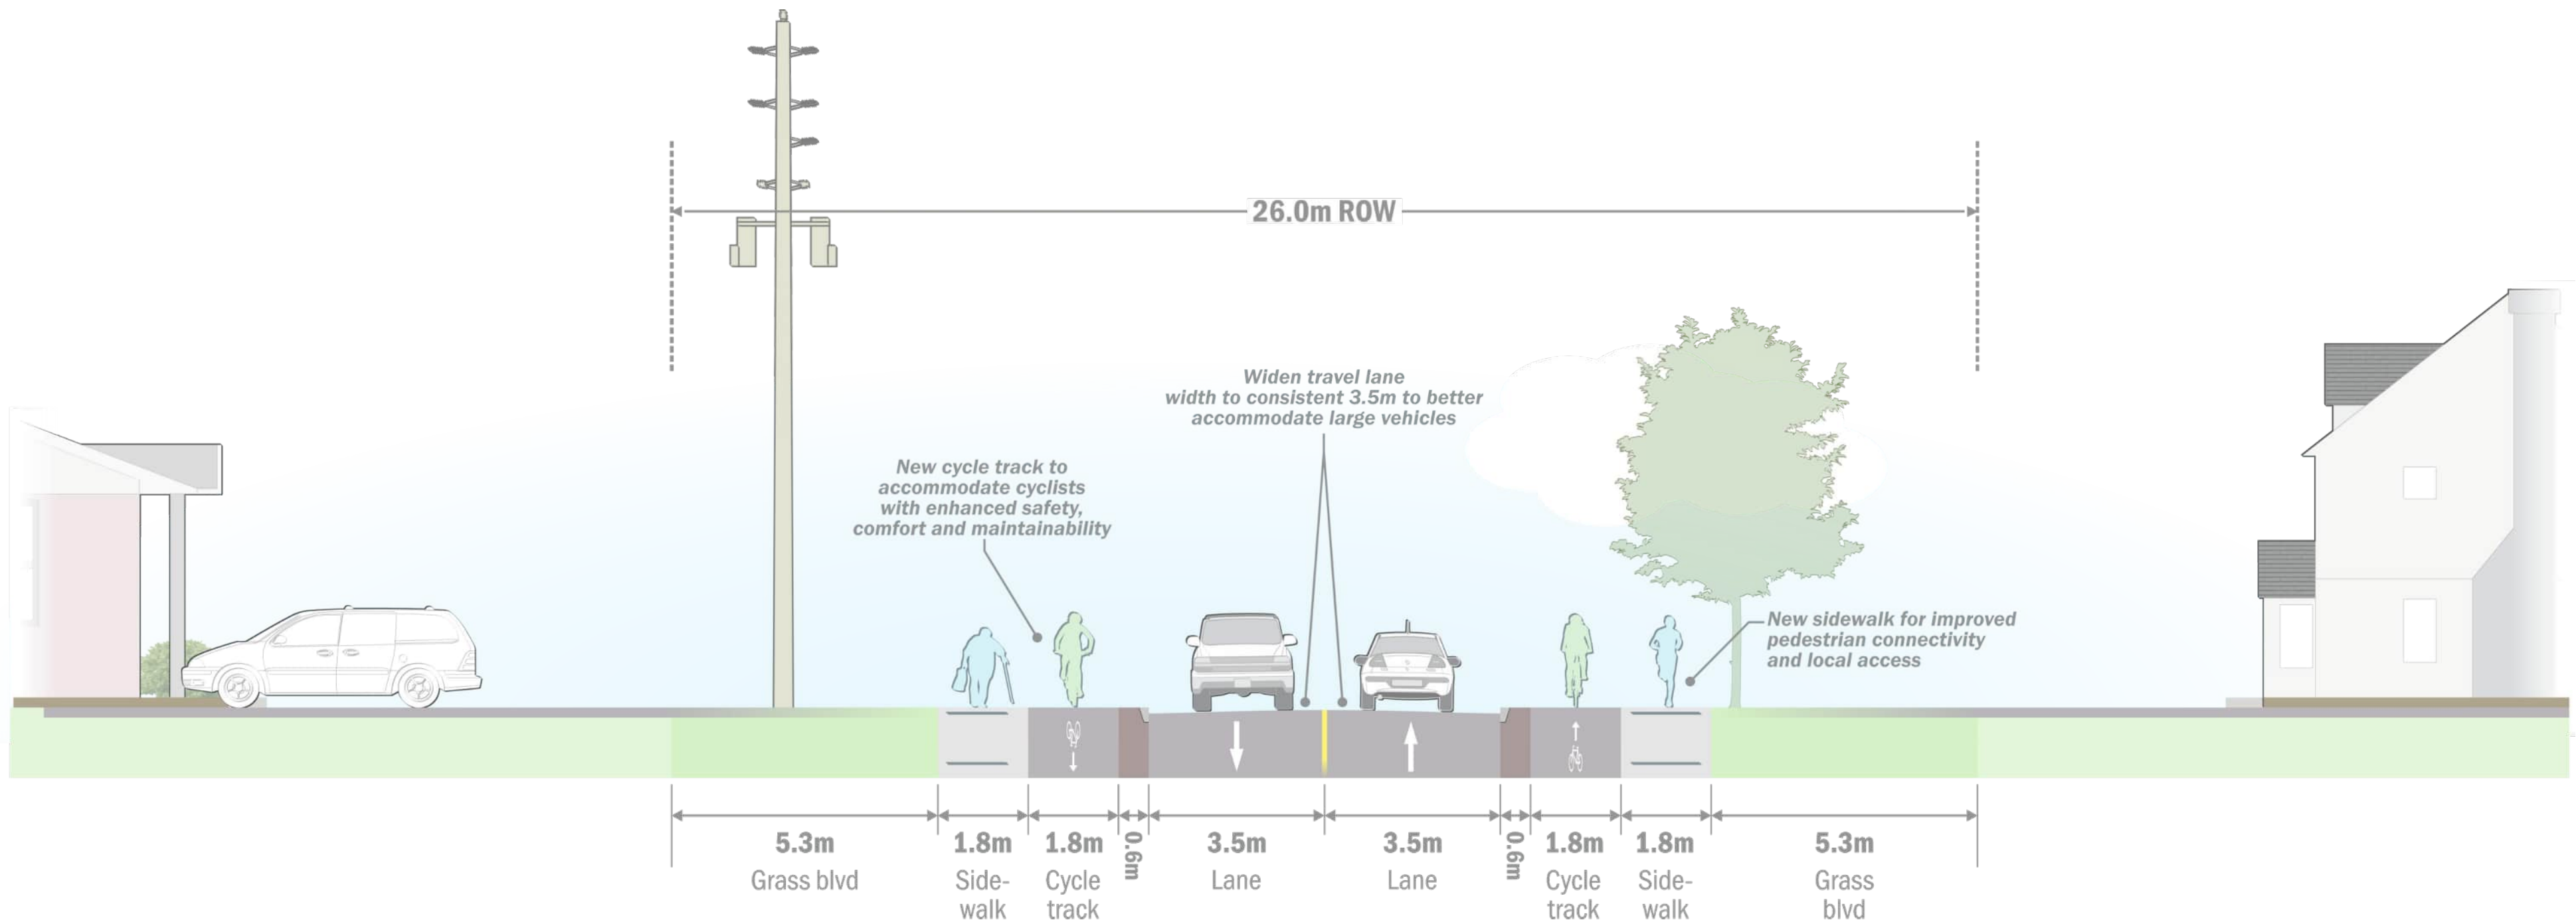 26.0m ROW
Widen travel lane
width to consistent 3.5m to better
accommodate large vehicles
New cycle track to
accommodate cyclists
with enhanced safety,
comfort and maintainability
New sidewalk for improved
pedestrian connectivity
and local access
5.3m
Grass blvd
1.8m
Side-
walk
1.8m
Cycle
track
0.6m
3.5m
Lane
3.5m
Lane
0.6m
1.8m
Cycle
track
1.8m
Side-
walk
5.3m
Grass
blvd